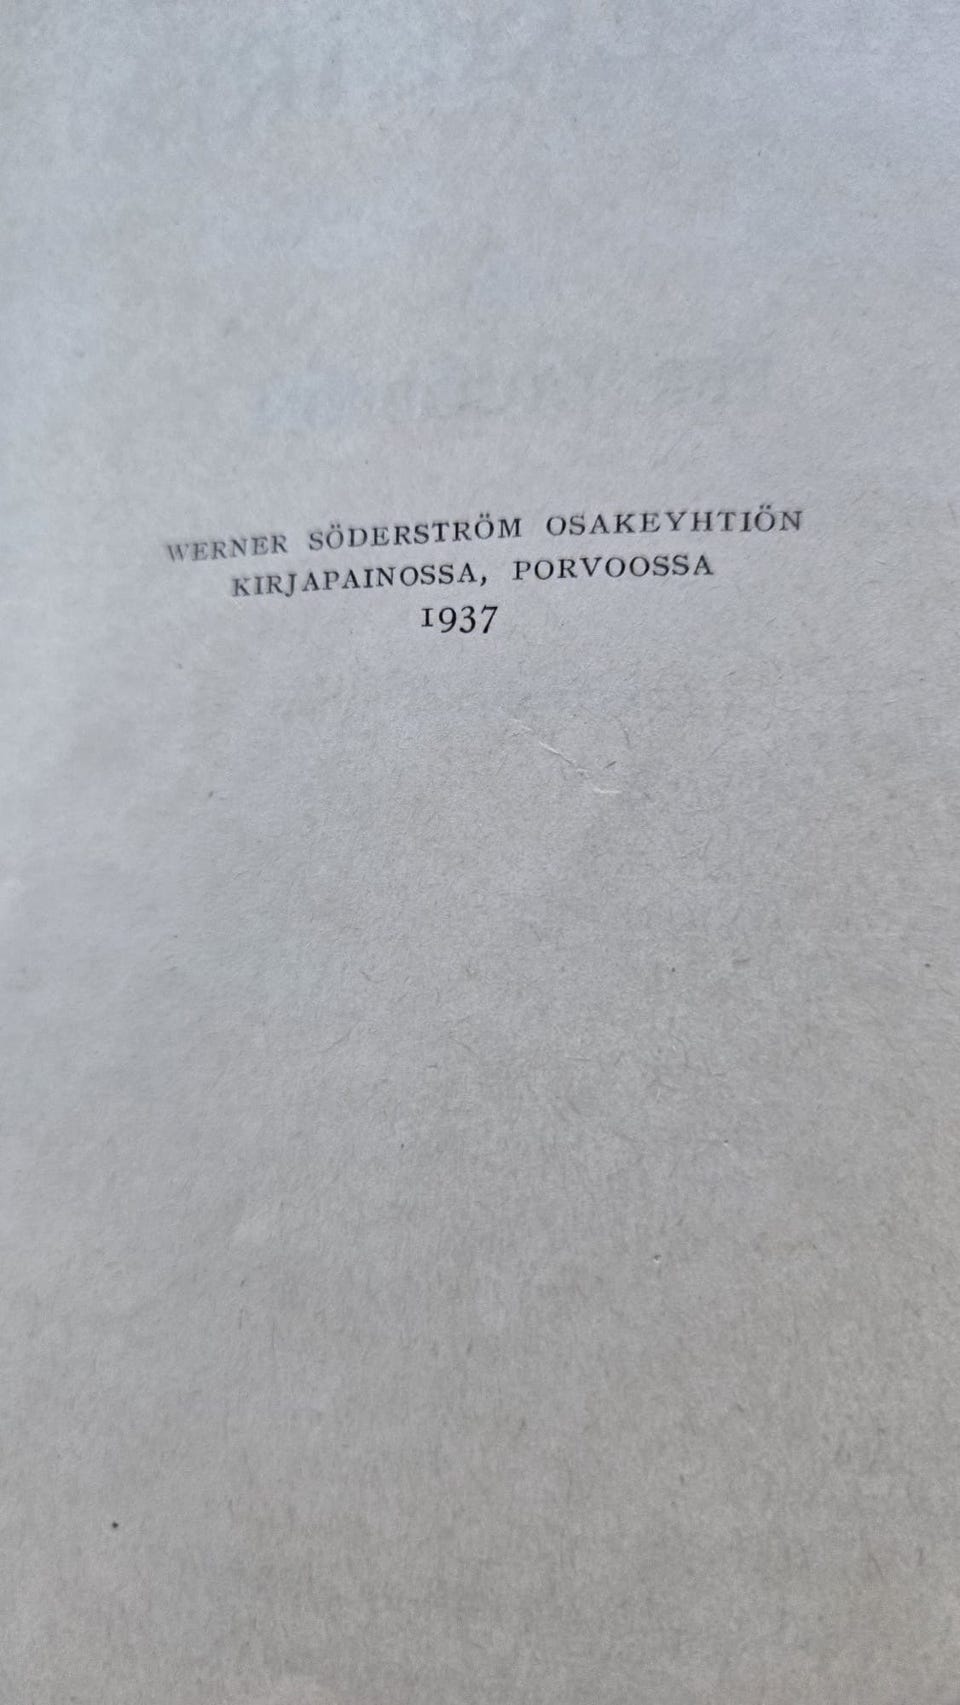 WERNER SÖDERSTRÖM OSAKEYHTIÖN
KIRJAPAINOSSA, PORVOOSSA
1937